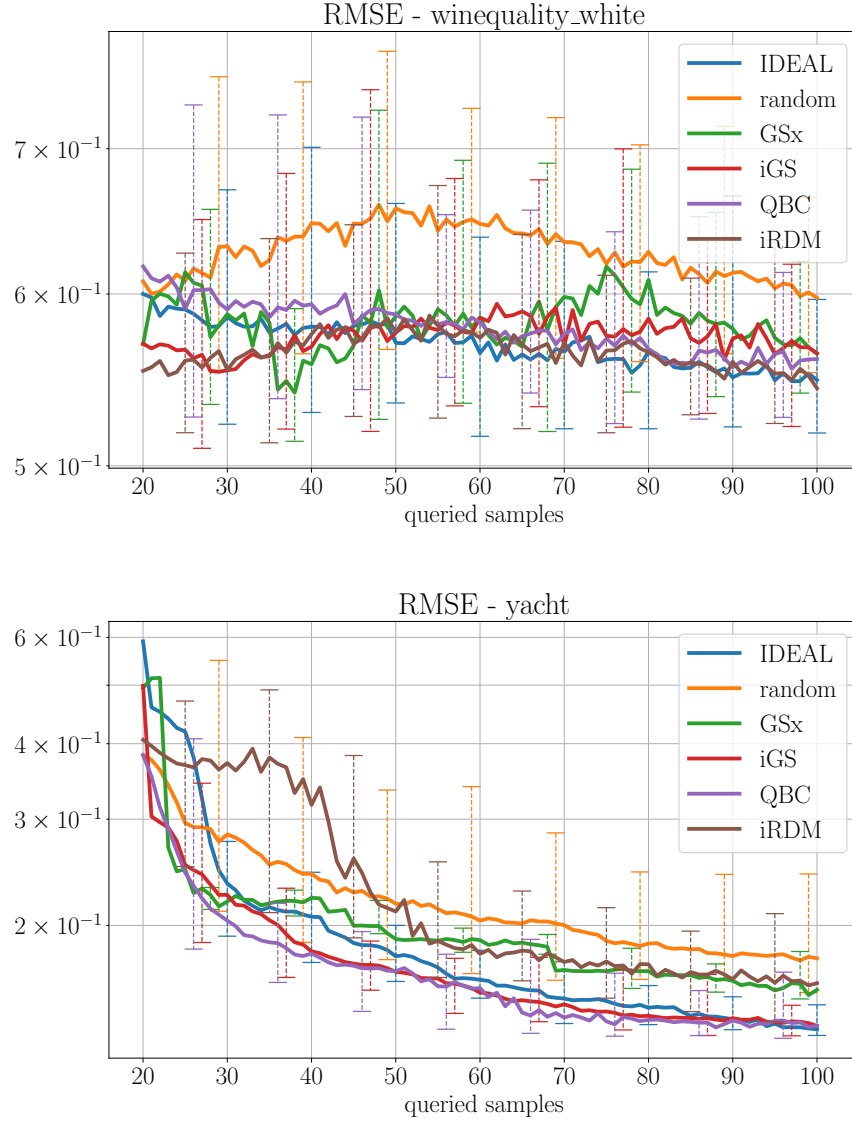 RMSE - winequality_white
7 × 10⁻¹
6 × 10⁻¹
5 × 10⁻¹
IDEAL
random
GSx
iGS
QBC
iRDM
20 30 40 50 60 70 80 90 100
queried samples
RMSE - yacht
6 × 10⁻¹
4 × 10⁻¹
3 × 10⁻¹
2 × 10⁻¹
IDEAL
random
GSx
iGS
QBC
iRDM
20 30 40 50 60 70 80 90 100
queried samples